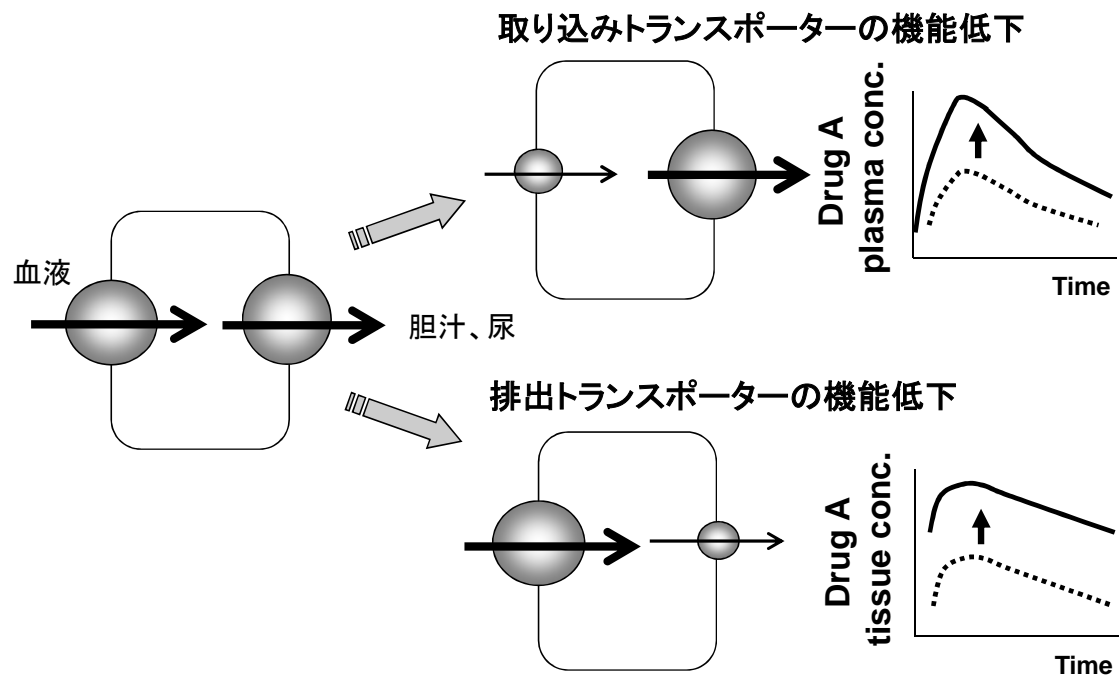 取り込みトランスポーターの機能低下
Drug A
plasma conc.
Time
血液
胆汁、尿
排出トランスポーターの機能低下
Drug A
tissue conc.
Time